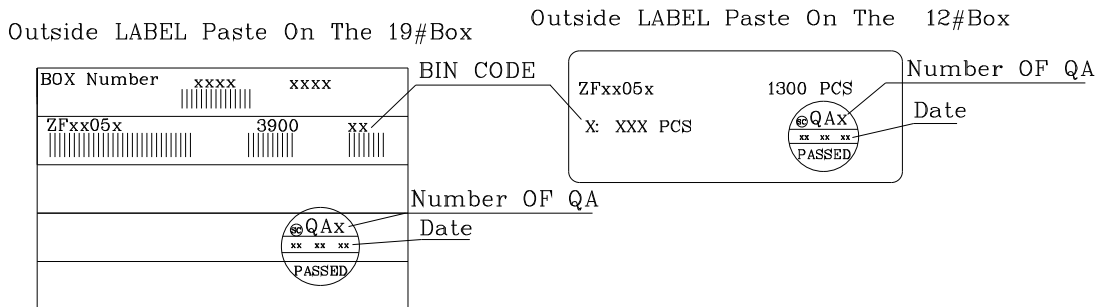 Outside LABEL Paste On The 19#Box
BOX Number xxxx xxxx
ZFxx05x 3900 xx
BIN CODE
QAx
xx xx xx
PASSED
Number OF QA
Date
Outside LABEL Paste On The 12#Box
ZFxx05x 1300 PCS
X: XXX PCS
QAx
xx xx xx
PASSED
Number OF QA
Date